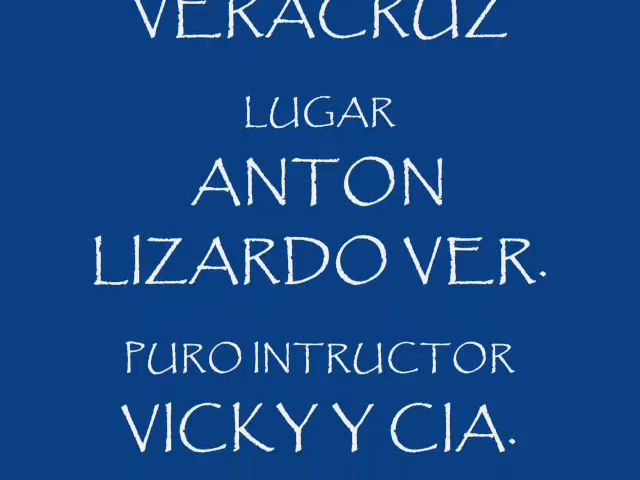 VERACRUZ
LUGAR
ANTON
LIZARDO VER.
PURO INTRUCTOR
VICKY Y CIA.